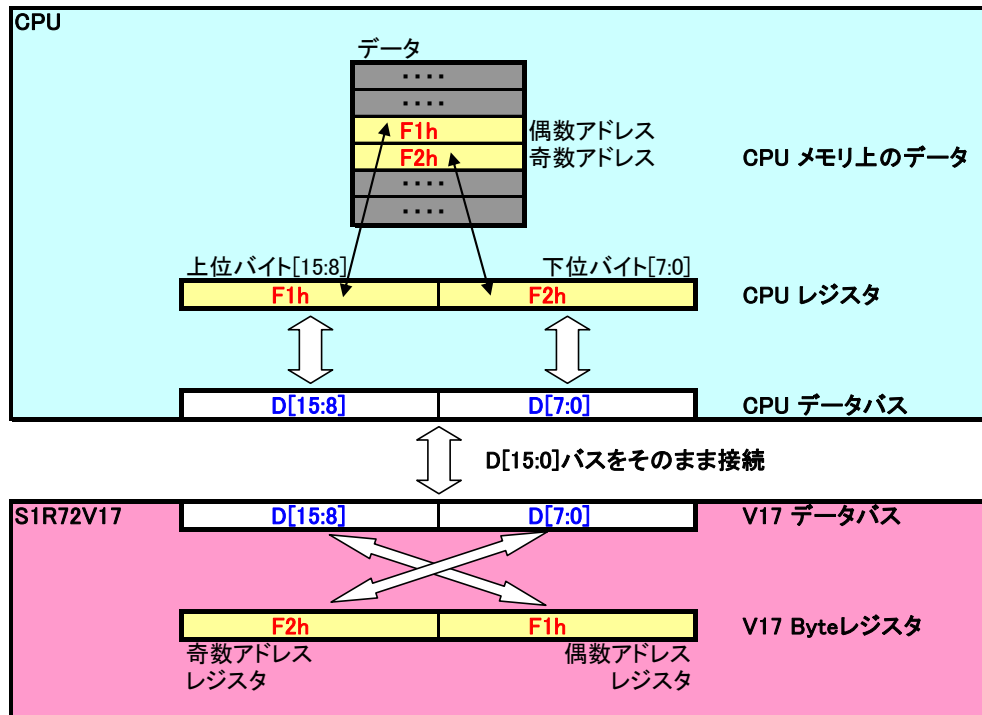 CPU
データ
････
････
F1h 偶数アドレス
F2h 奇数アドレス
CPU メモリ上のデータ
････
････
上位バイト[15:8] 下位バイト[7:0]
F1h F2h CPU レジスタ
D[15:8] D[7:0] CPU データバス
D[15:0]バスをそのまま接続
S1R72V17 D[15:8] D[7:0] V17 データバス
F2h F1h V17 Byteレジスタ
奇数アドレス 偶数アドレス
レジスタ レジスタ